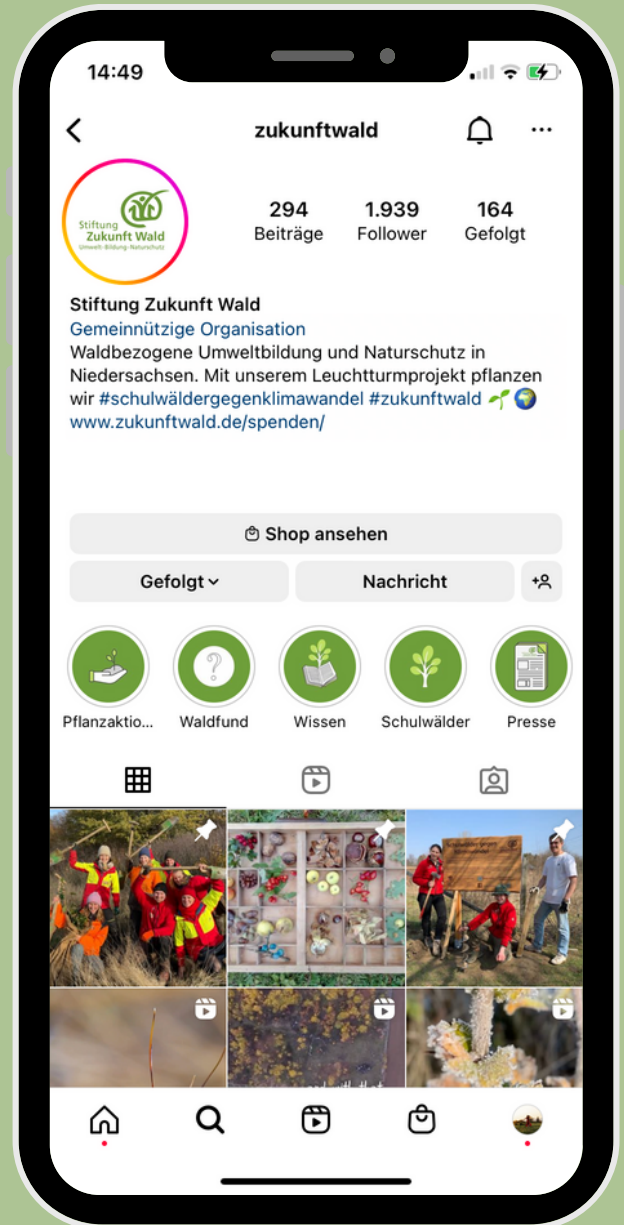 14:49
zukunftwald
Stiftung
Zukunft Wald
Umwelt-Bildung-Naturschutz
294 1.939 164
Beiträge Follower Gefolgt
Stiftung Zukunft Wald
Gemeinnützige Organisation
Waldbezogene Umweltbildung und Naturschutz in
Niedersachsen. Mit unserem Leuchtturmprojekt pflanzen
wir #schulwäldergegenklimawandel #zukunftwald 🌱 🌍
www.zukunftwald.de/spenden/
Shop ansehen
Gefolgt Nachricht
Pflanzaktio... Waldfund Wissen Schulwälder Presse